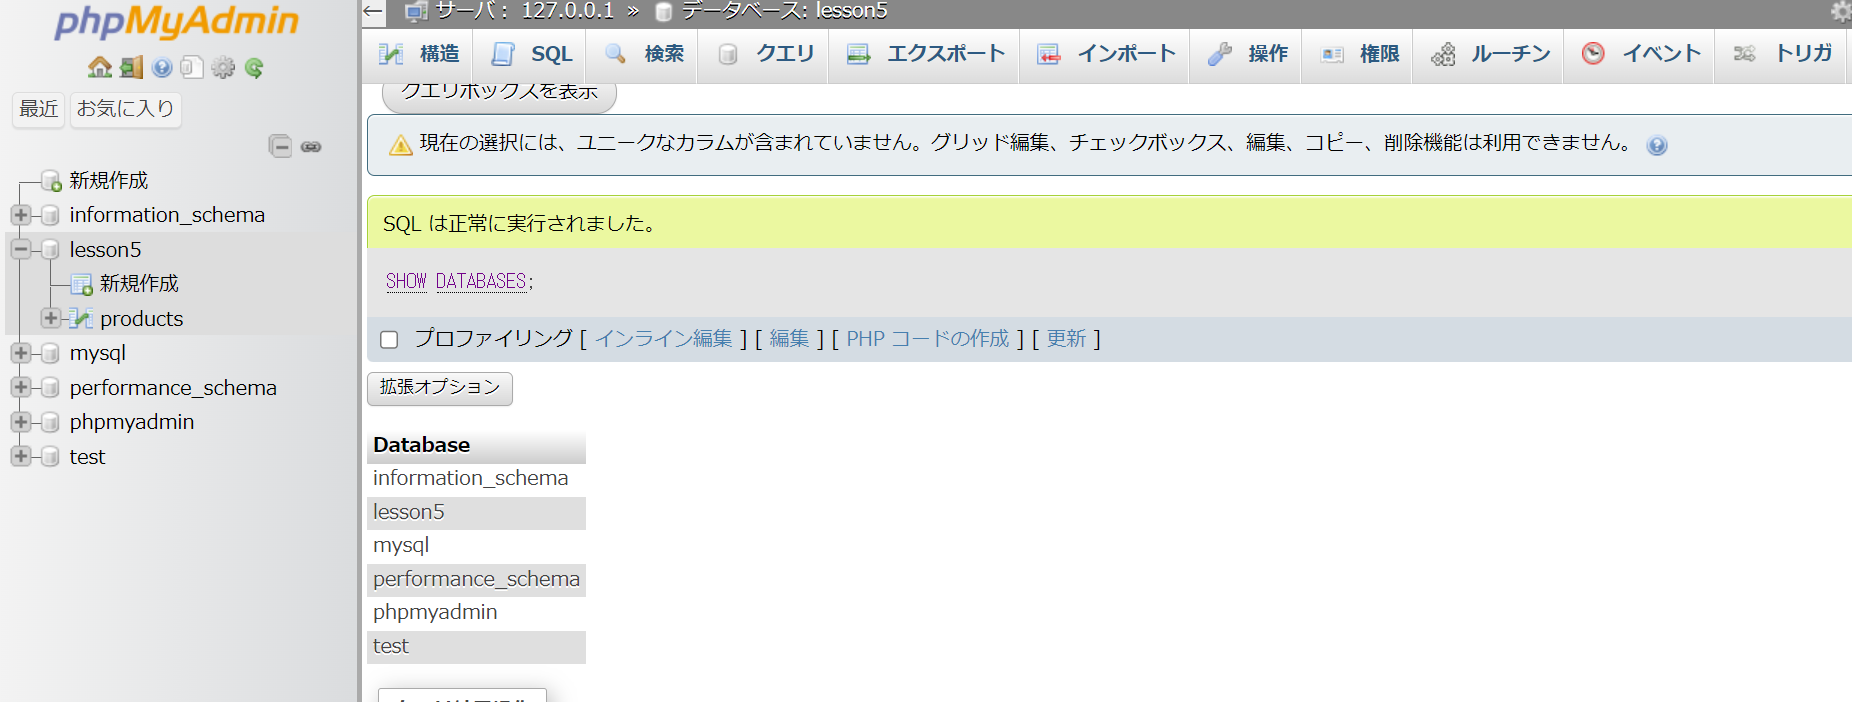 phpMyAdmin
最近 お気に入り
新規作成
information_schema
lesson5
新規作成
products
mysql
performance_schema
phpmyadmin
test
サーバ： 127.0.0.1 » データベース: lesson5
構造 SQL 検索 クエリ エクスポート インポート 操作 権限 ルーチン イベント トリガ
クエリボックスを表示
現在の選択には、ユニークなカラムが含まれていません。グリッド編集、チェックボックス、編集、コピー、削除機能は利用できません。
SQL は正常に実行されました。
SHOW DATABASES;
プロファイリング [ インライン編集 ] [ 編集 ] [ PHP コードの作成 ] [ 更新 ]
拡張オプション
Database
information_schema
lesson5
mysql
performance_schema
phpmyadmin
test